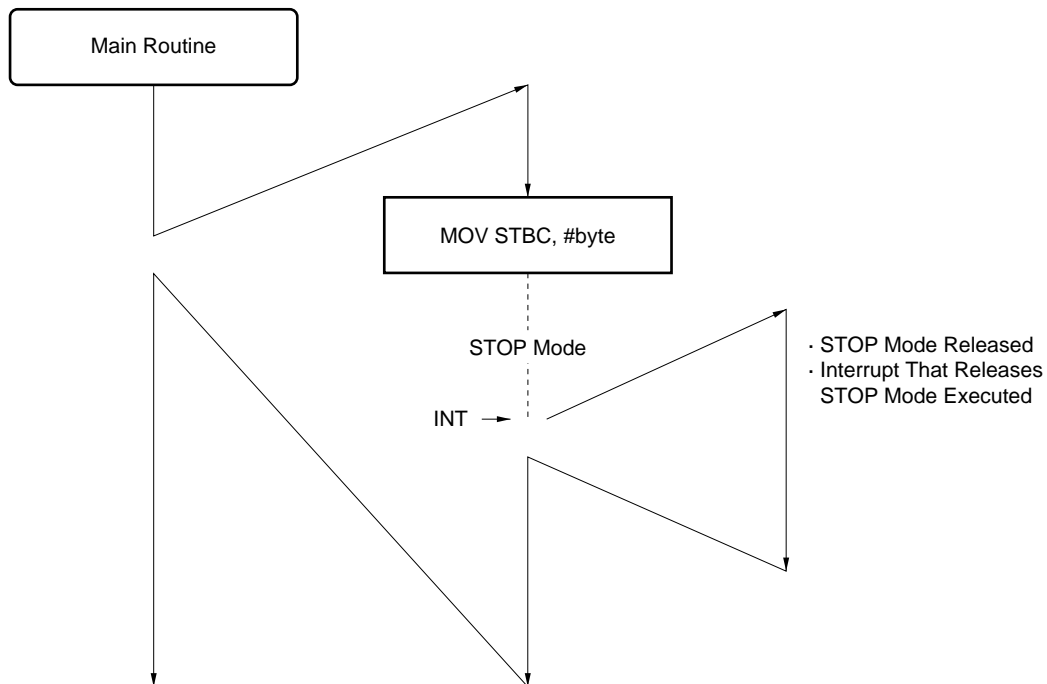 Main Routine
MOV STBC, #byte
STOP Mode
· STOP Mode Released
· Interrupt That Releases
STOP Mode Executed
INT